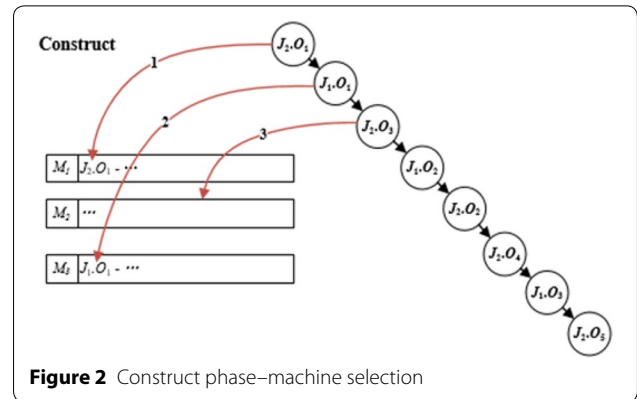 Construct
J₂.O₁
1
J₁.O₁
2
J₂.O₃
3
M₁ J₂.O₁ - ···
J₁.O₂
M₂ ···
J₂.O₂
J₂.O₄
M₃ J₁.O₁ - ···
J₁.O₃
J₂.O₅
Figure 2 Construct phase–machine selection